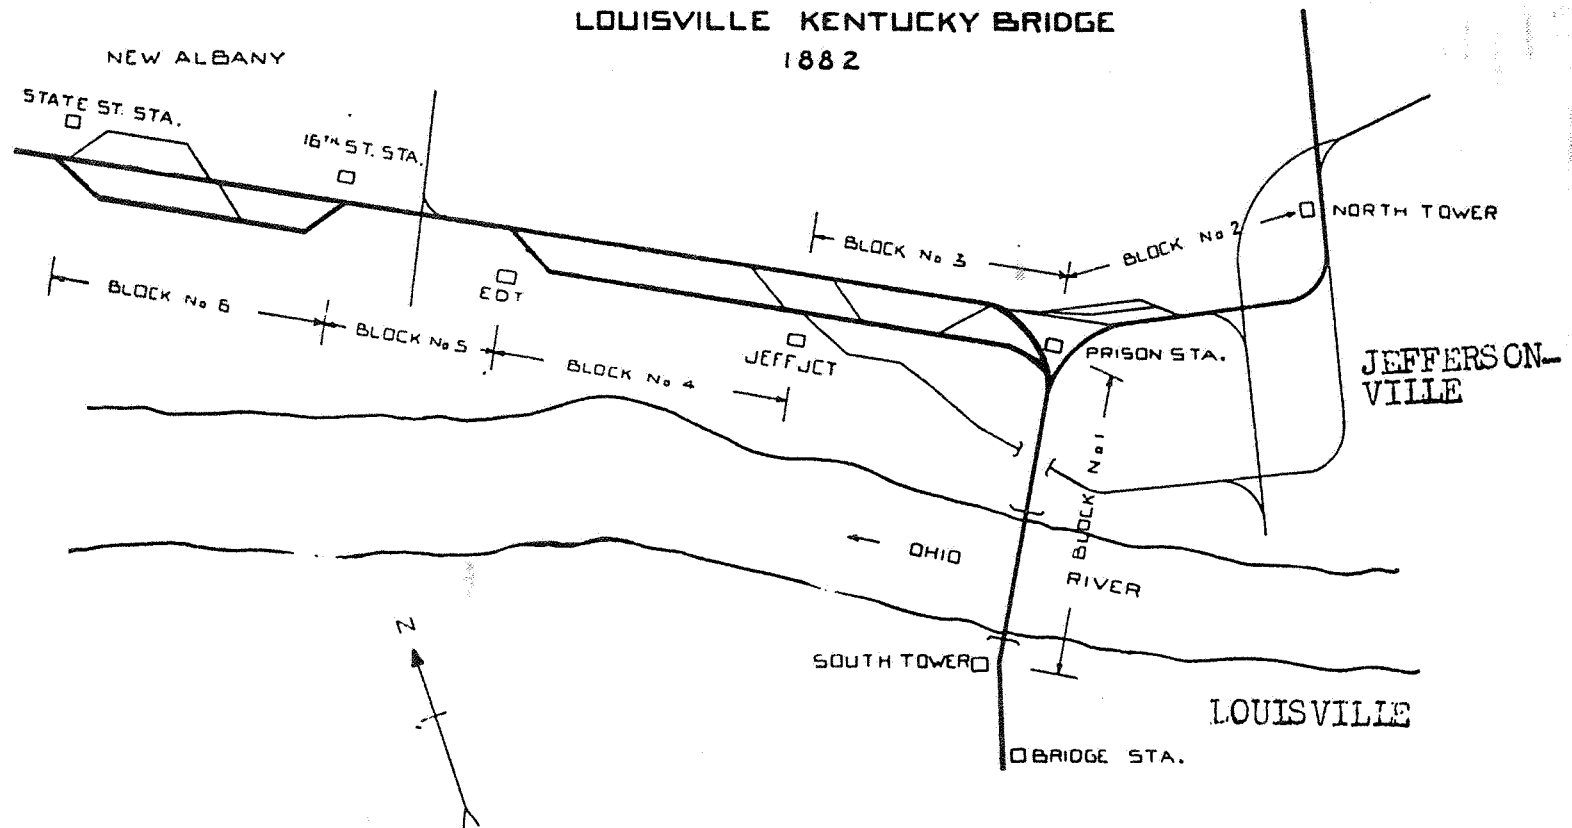 LOUISVILLE KENTUCKY BRIDGE
1882
NEW ALBANY
STATE ST. STA.
16TH ST. STA.
BLOCK No 3
BLOCK No 2
NORTH TOWER
EDT
BLOCK No 6
BLOCK No 5
BLOCK No 4
JEFF JCT
PRISON STA.
JEFFERSON-
VILLE
BLOCK No 1
OHIO
RIVER
N
SOUTH TOWER
LOUISVILLE
BRIDGE STA.